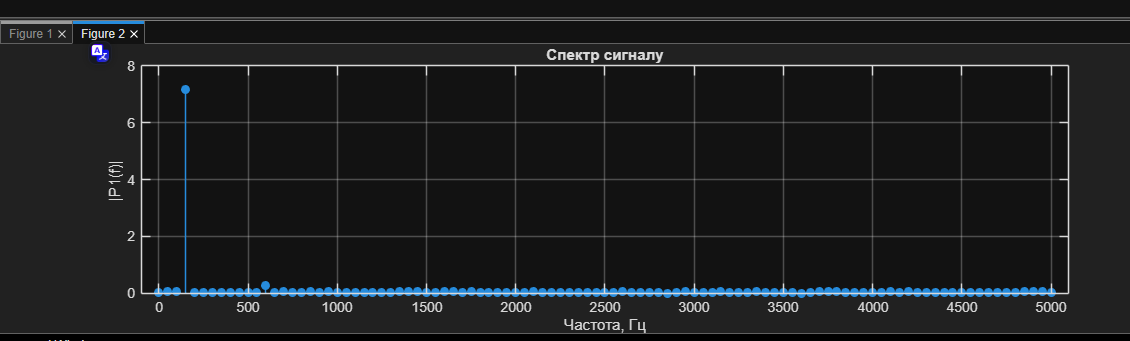 Figure 1 ×
Figure 2 ×
Спектр сигналу
8
6
4
2
0
|P1(f)|
0 500 1000 1500 2000 2500 3000 3500 4000 4500 5000
Частота, Гц